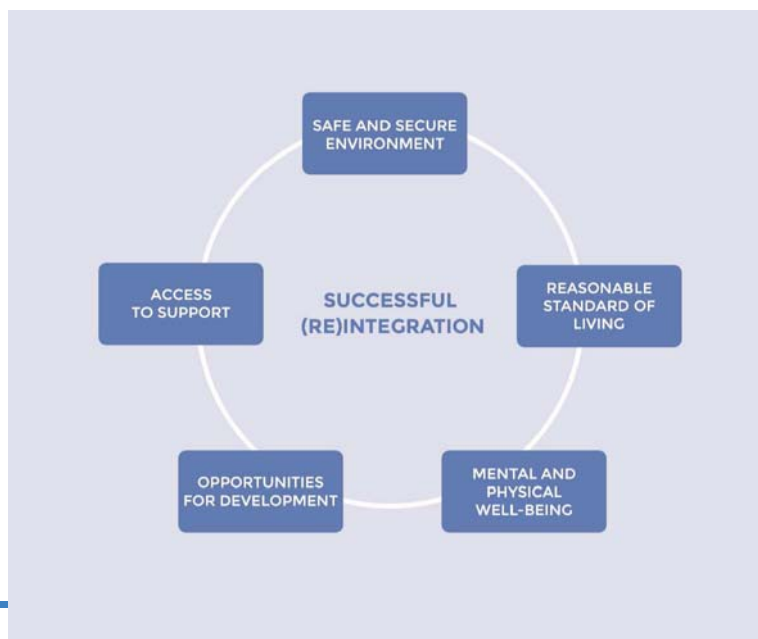 SAFE AND SECURE
ENVIRONMENT
ACCESS
TO SUPPORT
SUCCESSFUL
(RE)INTEGRATION
REASONABLE
STANDARD OF
LIVING
OPPORTUNITIES
FOR DEVELOPMENT
MENTAL AND
PHYSICAL
WELL-BEING